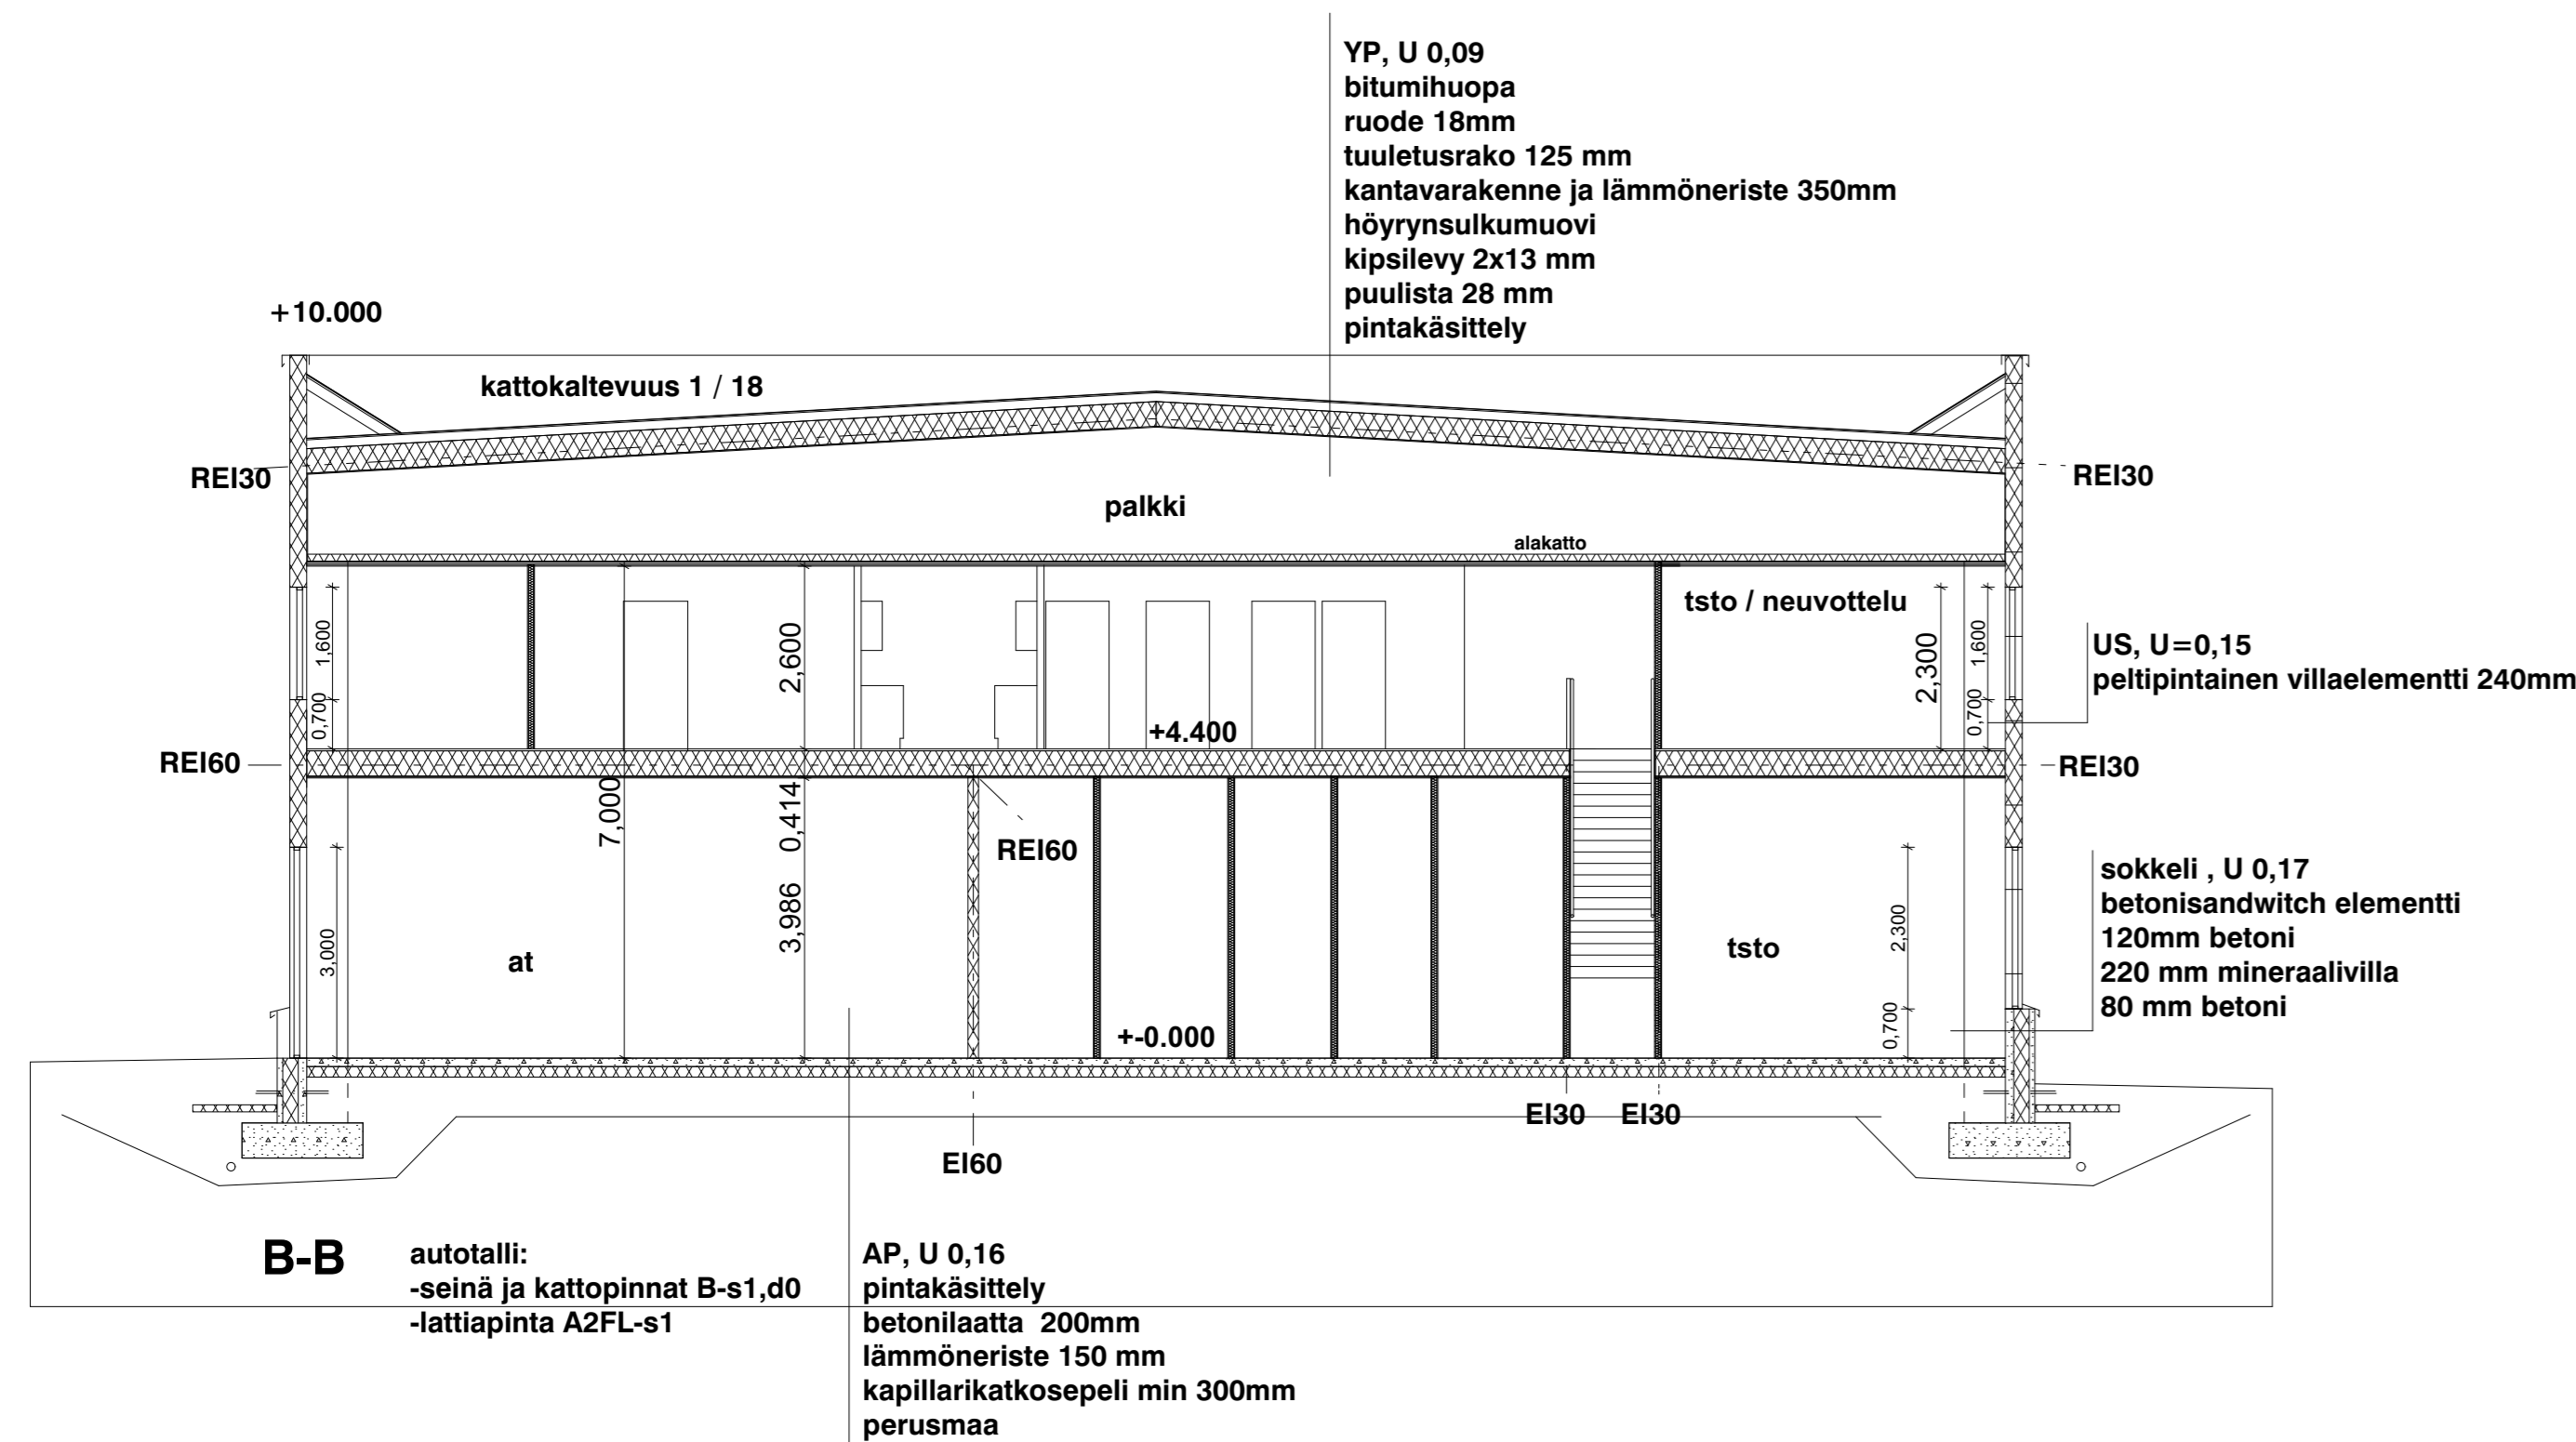 YP, U 0,09
bitumihuopa
ruode 18mm
tuuletusrako 125 mm
kantavarakenne ja lämmöneriste 350mm
höyrynsulkumuovi
kipsilevy 2x13 mm
puulista 28 mm
pintakäsittely
+10.000
kattokaltevuus 1 / 18
REI30
REI30
palkki
alakatto
tsto / neuvottelu
1,600
0,700
2,600
2,300
1,600
0,700
US, U=0,15
peltipintainen villaelementti 240mm
+4.400
REI60
REI30
7,000
0,414
REI60
3,986
3,000
at
tsto
2,300
0,700
sokkeli , U 0,17
betonisandwitch elementti
120mm betoni
220 mm mineraalivilla
80 mm betoni
+-0.000
EI30
EI30
EI60
B-B
autotalli:
-seinä ja kattopinnat B-s1,d0
-lattiapinta A2FL-s1
AP, U 0,16
pintakäsittely
betonilaatta 200mm
lämmöneriste 150 mm
kapillarikatkosepeli min 300mm
perusmaa